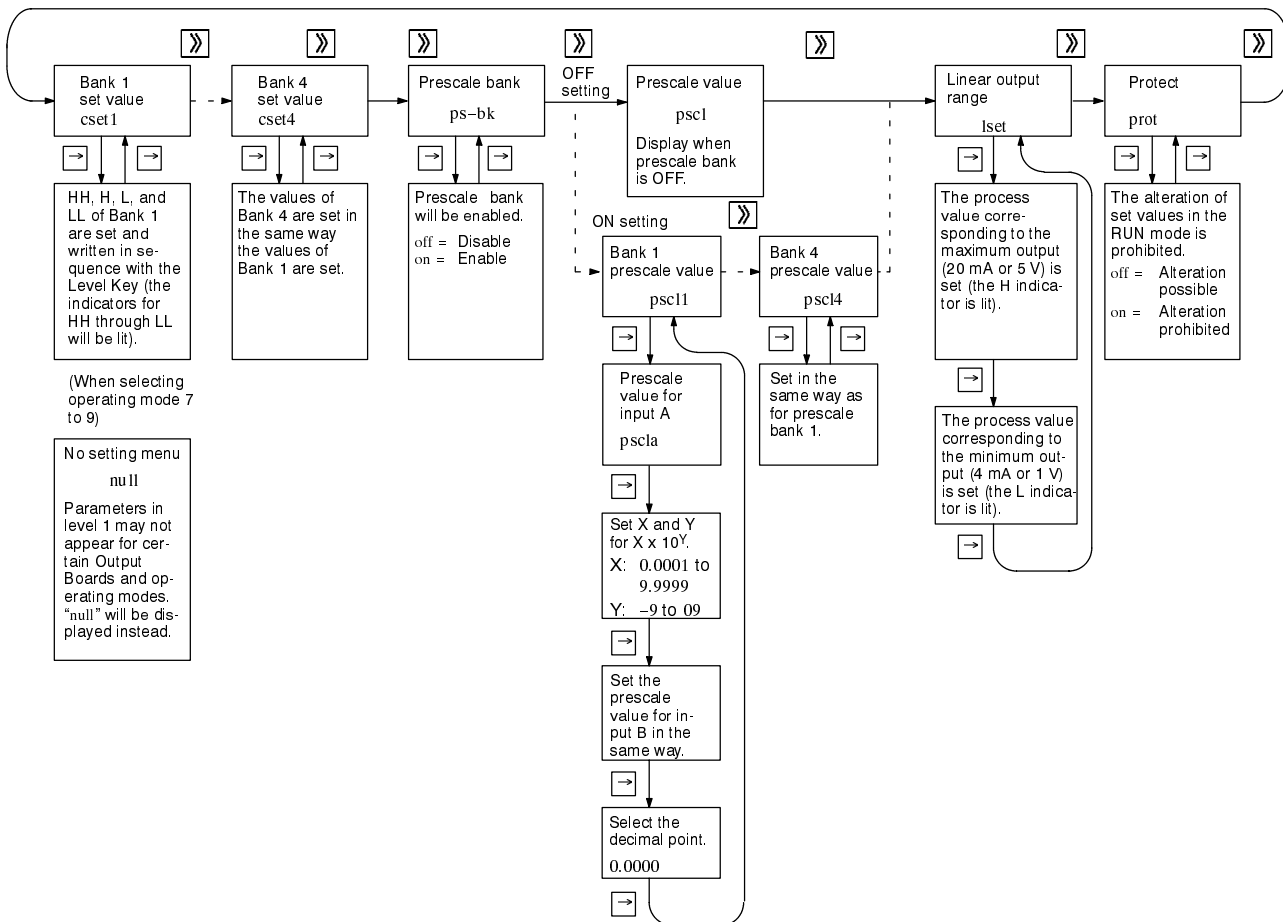 Bank 1
set value
cset1
HH, H, L, and
LL of Bank 1
are set and
written in se-
quence with the
Level Key (the
indicators for
HH through LL
will be lit).
(When selecting
operating mode 7
to 9)
No setting menu
null
Parameters in
level 1 may not
appear for cer-
tain Output
Boards and op-
erating modes.
“null” will be dis-
played instead.
Bank 4
set value
cset4
The values of
Bank 4 are set in
the same way
the values of
Bank 1 are set.
Prescale bank
ps–bk
Prescale bank
will be enabled.
off = Disable
on = Enable
OFF
setting
Prescale value
pscl
Display when
prescale bank
is OFF.
ON setting
Bank 1
prescale value
pscl1
Prescale
value for
input A
pscla
Set X and Y
for X x 10Y.
X: 0.0001 to
9.9999
Y: –9 to 09
Set the
prescale
value for in-
put B in the
same way.
Select the
decimal point.
0.0000
Bank 4
prescale value
pscl4
Set in the
same way as
for prescale
bank 1.
Linear output
range
lset
The process
value corre-
sponding to the
maximum output
(20 mA or 5 V) is
set (the H indica-
tor is lit).
The process value
corresponding to
the minimum out-
put (4 mA or 1 V)
is set (the L indica-
tor is lit).
Protect
prot
The alteration of
set values in the
RUN mode is
prohibited.
off = Alteration
possible
on = Alteration
prohibited